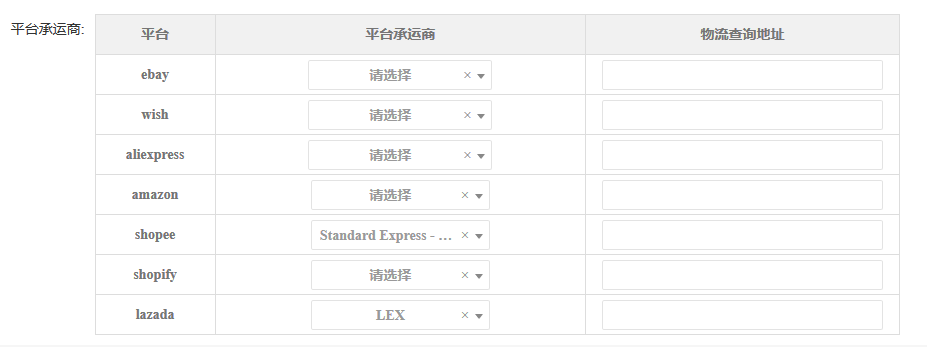 平台承运商:
平台 平台承运商 物流查询地址
ebay 请选择 ×
wish 请选择 ×
aliexpress 请选择 ×
amazon 请选择 ×
shopee Standard Express - ... ×
shopify 请选择 ×
lazada LEX ×